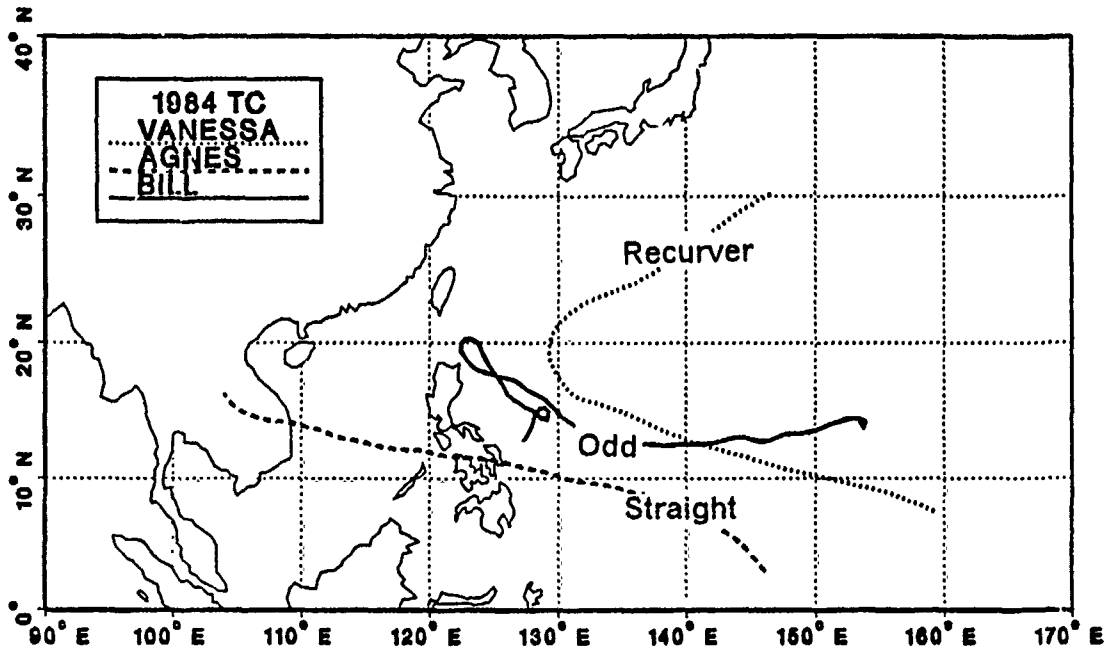 40° N
30° N
20° N
10° N
0°
1984 TC
VANESSA
AGNES
BILL
Recurver
Odd
Straight
90° E 100° E 110° E 120° E 130° E 140° E 150° E 160° E 170° E